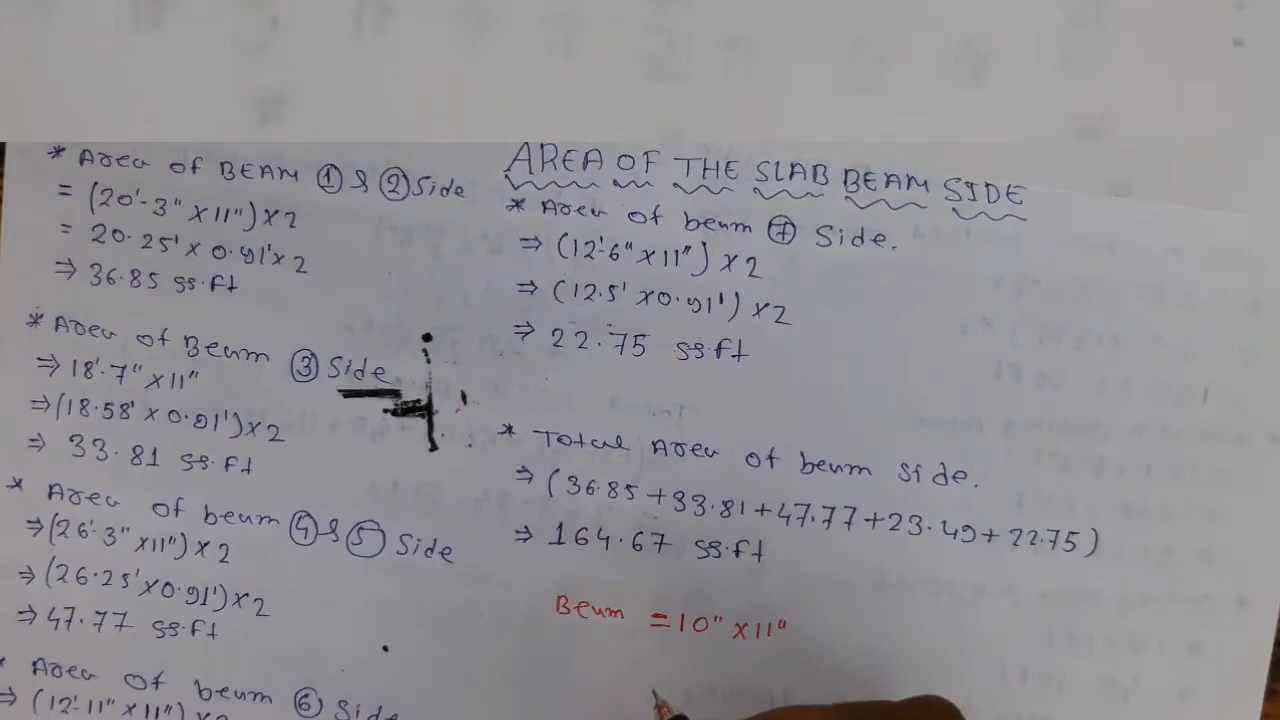 * Area of BEAM ① & ② Side
= (20'-3" X 11") X 2
= 20.25' X 0.91' X 2
⇒ 36.85 sq.ft
* Area of Beam ③ Side
⇒ 18'-7" X 11"
⇒ (18.58' X 0.91') X 2
⇒ 33.81 sq.ft
* Area of beam ④ & ⑤ Side
⇒ (26'-3" X 11") X 2
⇒ (26.25' X 0.91') X 2
⇒ 47.77 sq.ft
* Area of beam ⑥ Side
⇒ (12'-11" X 11") X 2
AREA OF THE SLAB BEAM SIDE
* Area of beam ⑦ Side.
⇒ (12'-6" X 11") X 2
⇒ (12.5' X 0.91') X 2
⇒ 22.75 sq.ft
* Total Area of beam side.
⇒ (36.85 + 33.81 + 47.77 + 23.49 + 22.75)
⇒ 164.67 sq.ft
Beam = 10" X 11"